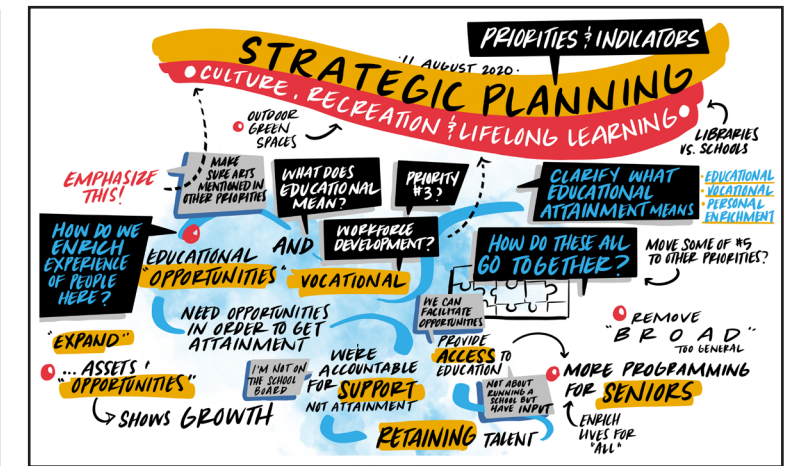 PRIORITIES & INDICATORS
11 AUGUST 2020
STRATEGIC PLANNING
CULTURE, RECREATION & LIFELONG LEARNING
OUTDOOR
GREEN
SPACES
LIBRARIES
VS. SCHOOLS
EMPHASIZE
THIS!
MAKE
SURE ARTS
MENTIONED IN
OTHER PRIORITIES
WHAT DOES
EDUCATIONAL
MEAN?
PRIORITY
#3?
CLARIFY WHAT
EDUCATIONAL
ATTAINMENT MEANS
• EDUCATIONAL
• VOCATIONAL
• PERSONAL
ENRICHMENT
HOW DO WE
ENRICH
EXPERIENCE
OF PEOPLE
HERE?
EDUCATIONAL
"OPPORTUNITIES"
AND
VOCATIONAL
WORKFORCE
DEVELOPMENT?
HOW DO THESE ALL
GO TOGETHER?
MOVE SOME OF #5
TO OTHER PRIORITIES?
NEED OPPORTUNITIES
IN ORDER TO GET
ATTAINMENT
WE CAN
FACILITATE
OPPORTUNITIES
REMOVE
"BROAD"
TOO GENERAL
"EXPAND"
... ASSETS &
"OPPORTUNITIES"
SHOWS GROWTH
I'M NOT ON
THE SCHOOL
BOARD
WE'RE
ACCOUNTABLE
FOR SUPPORT
NOT ATTAINMENT
PROVIDE
ACCESS TO
EDUCATION
NOT ABOUT
RUNNING A
SCHOOL BUT
HAVE INPUT
MORE PROGRAMMING
FOR SENIORS
ENRICH
LIVES FOR
"ALL"
RETAINING TALENT